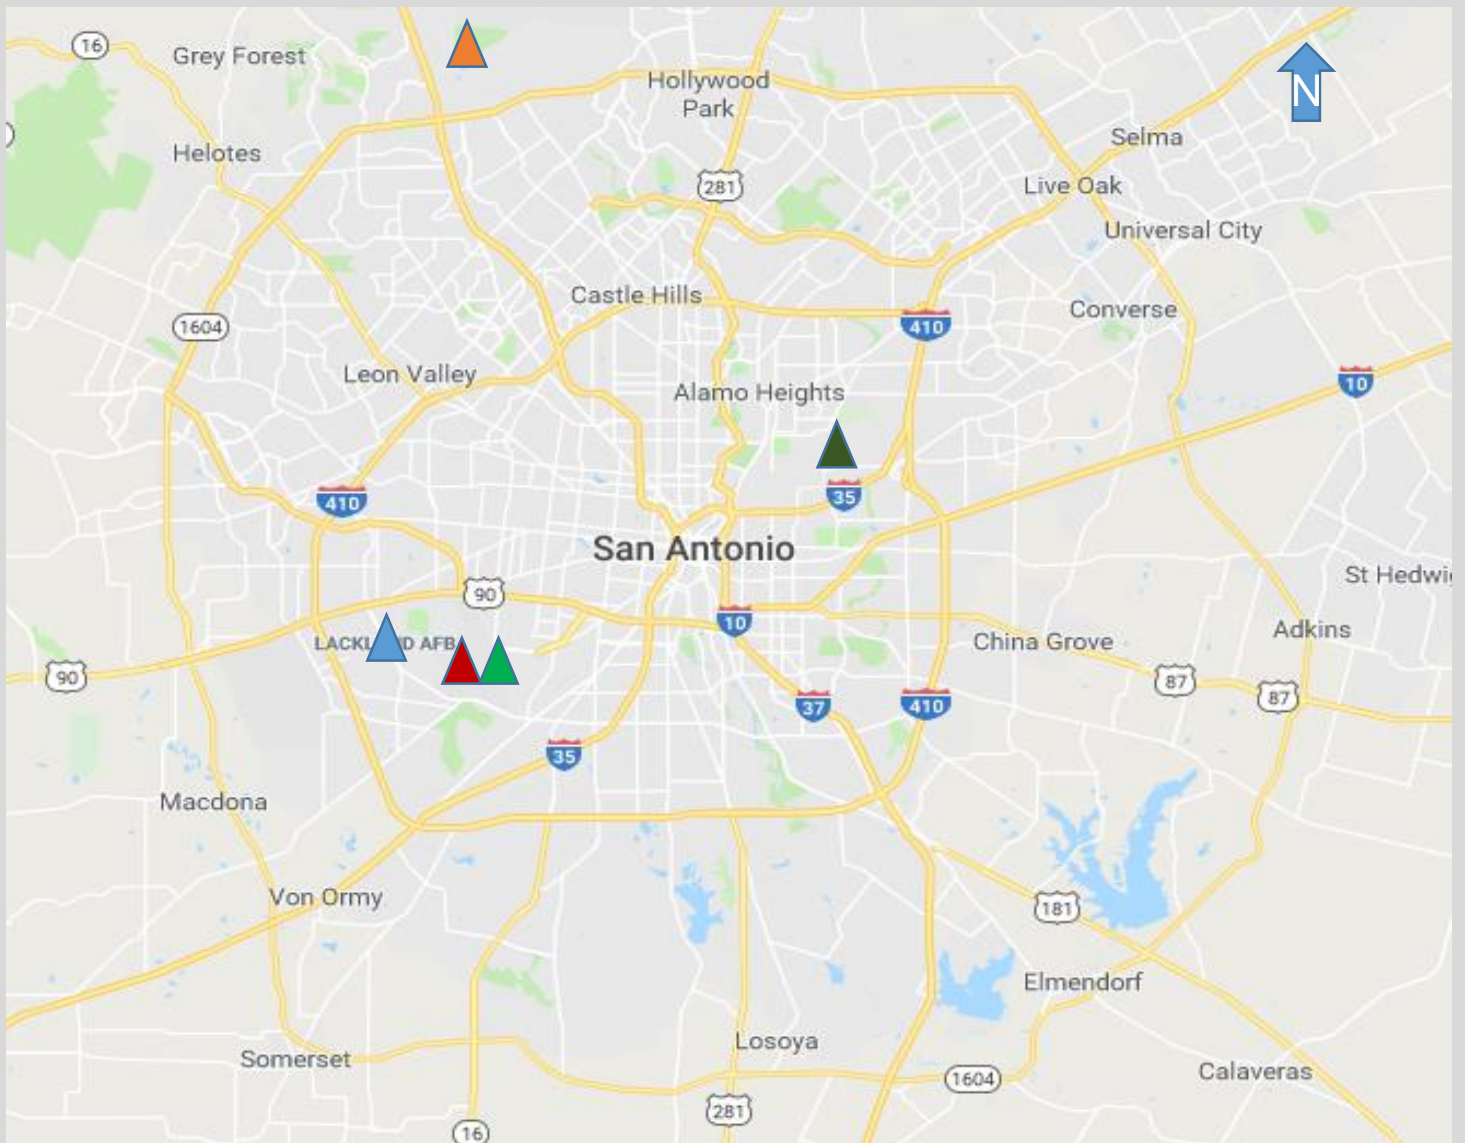 16
Grey Forest
Hollywood
Park
N
Selma
Helotes
281
Live Oak
Universal City
Castle Hills
Converse
1604
410
Leon Valley
10
Alamo Heights
410
35
San Antonio
St Hedwi
90
LACKL D AFB
10
Adkins
China Grove
90
87
87
37
410
35
Macdona
Von Ormy
181
Elmendorf
Losoya
Somerset
1604
Calaveras
281
16